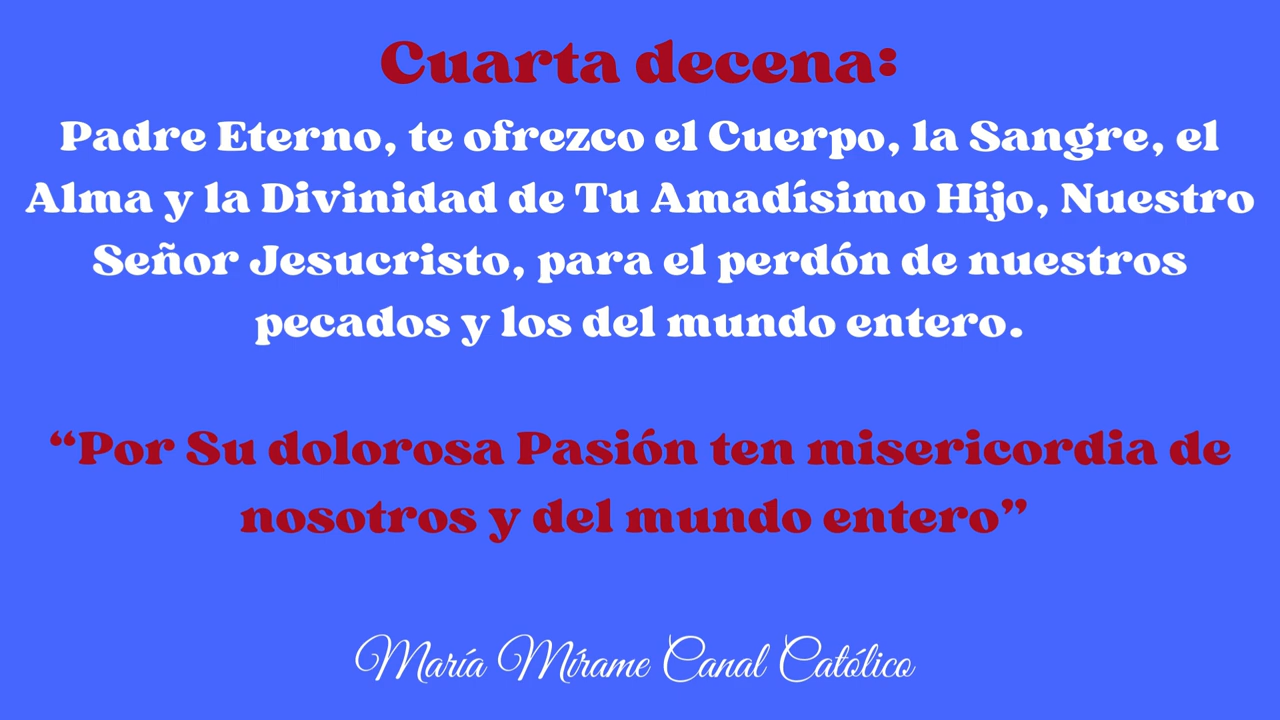 Cuarta decena:
Padre Eterno, te ofrezco el Cuerpo, la Sangre, el
Alma y la Divinidad de Tu Amadísimo Hijo, Nuestro
Señor Jesucristo, para el perdón de nuestros
pecados y los del mundo entero.
“Por Su dolorosa Pasión ten misericordia de
nosotros y del mundo entero”
María Mírame Canal Católico